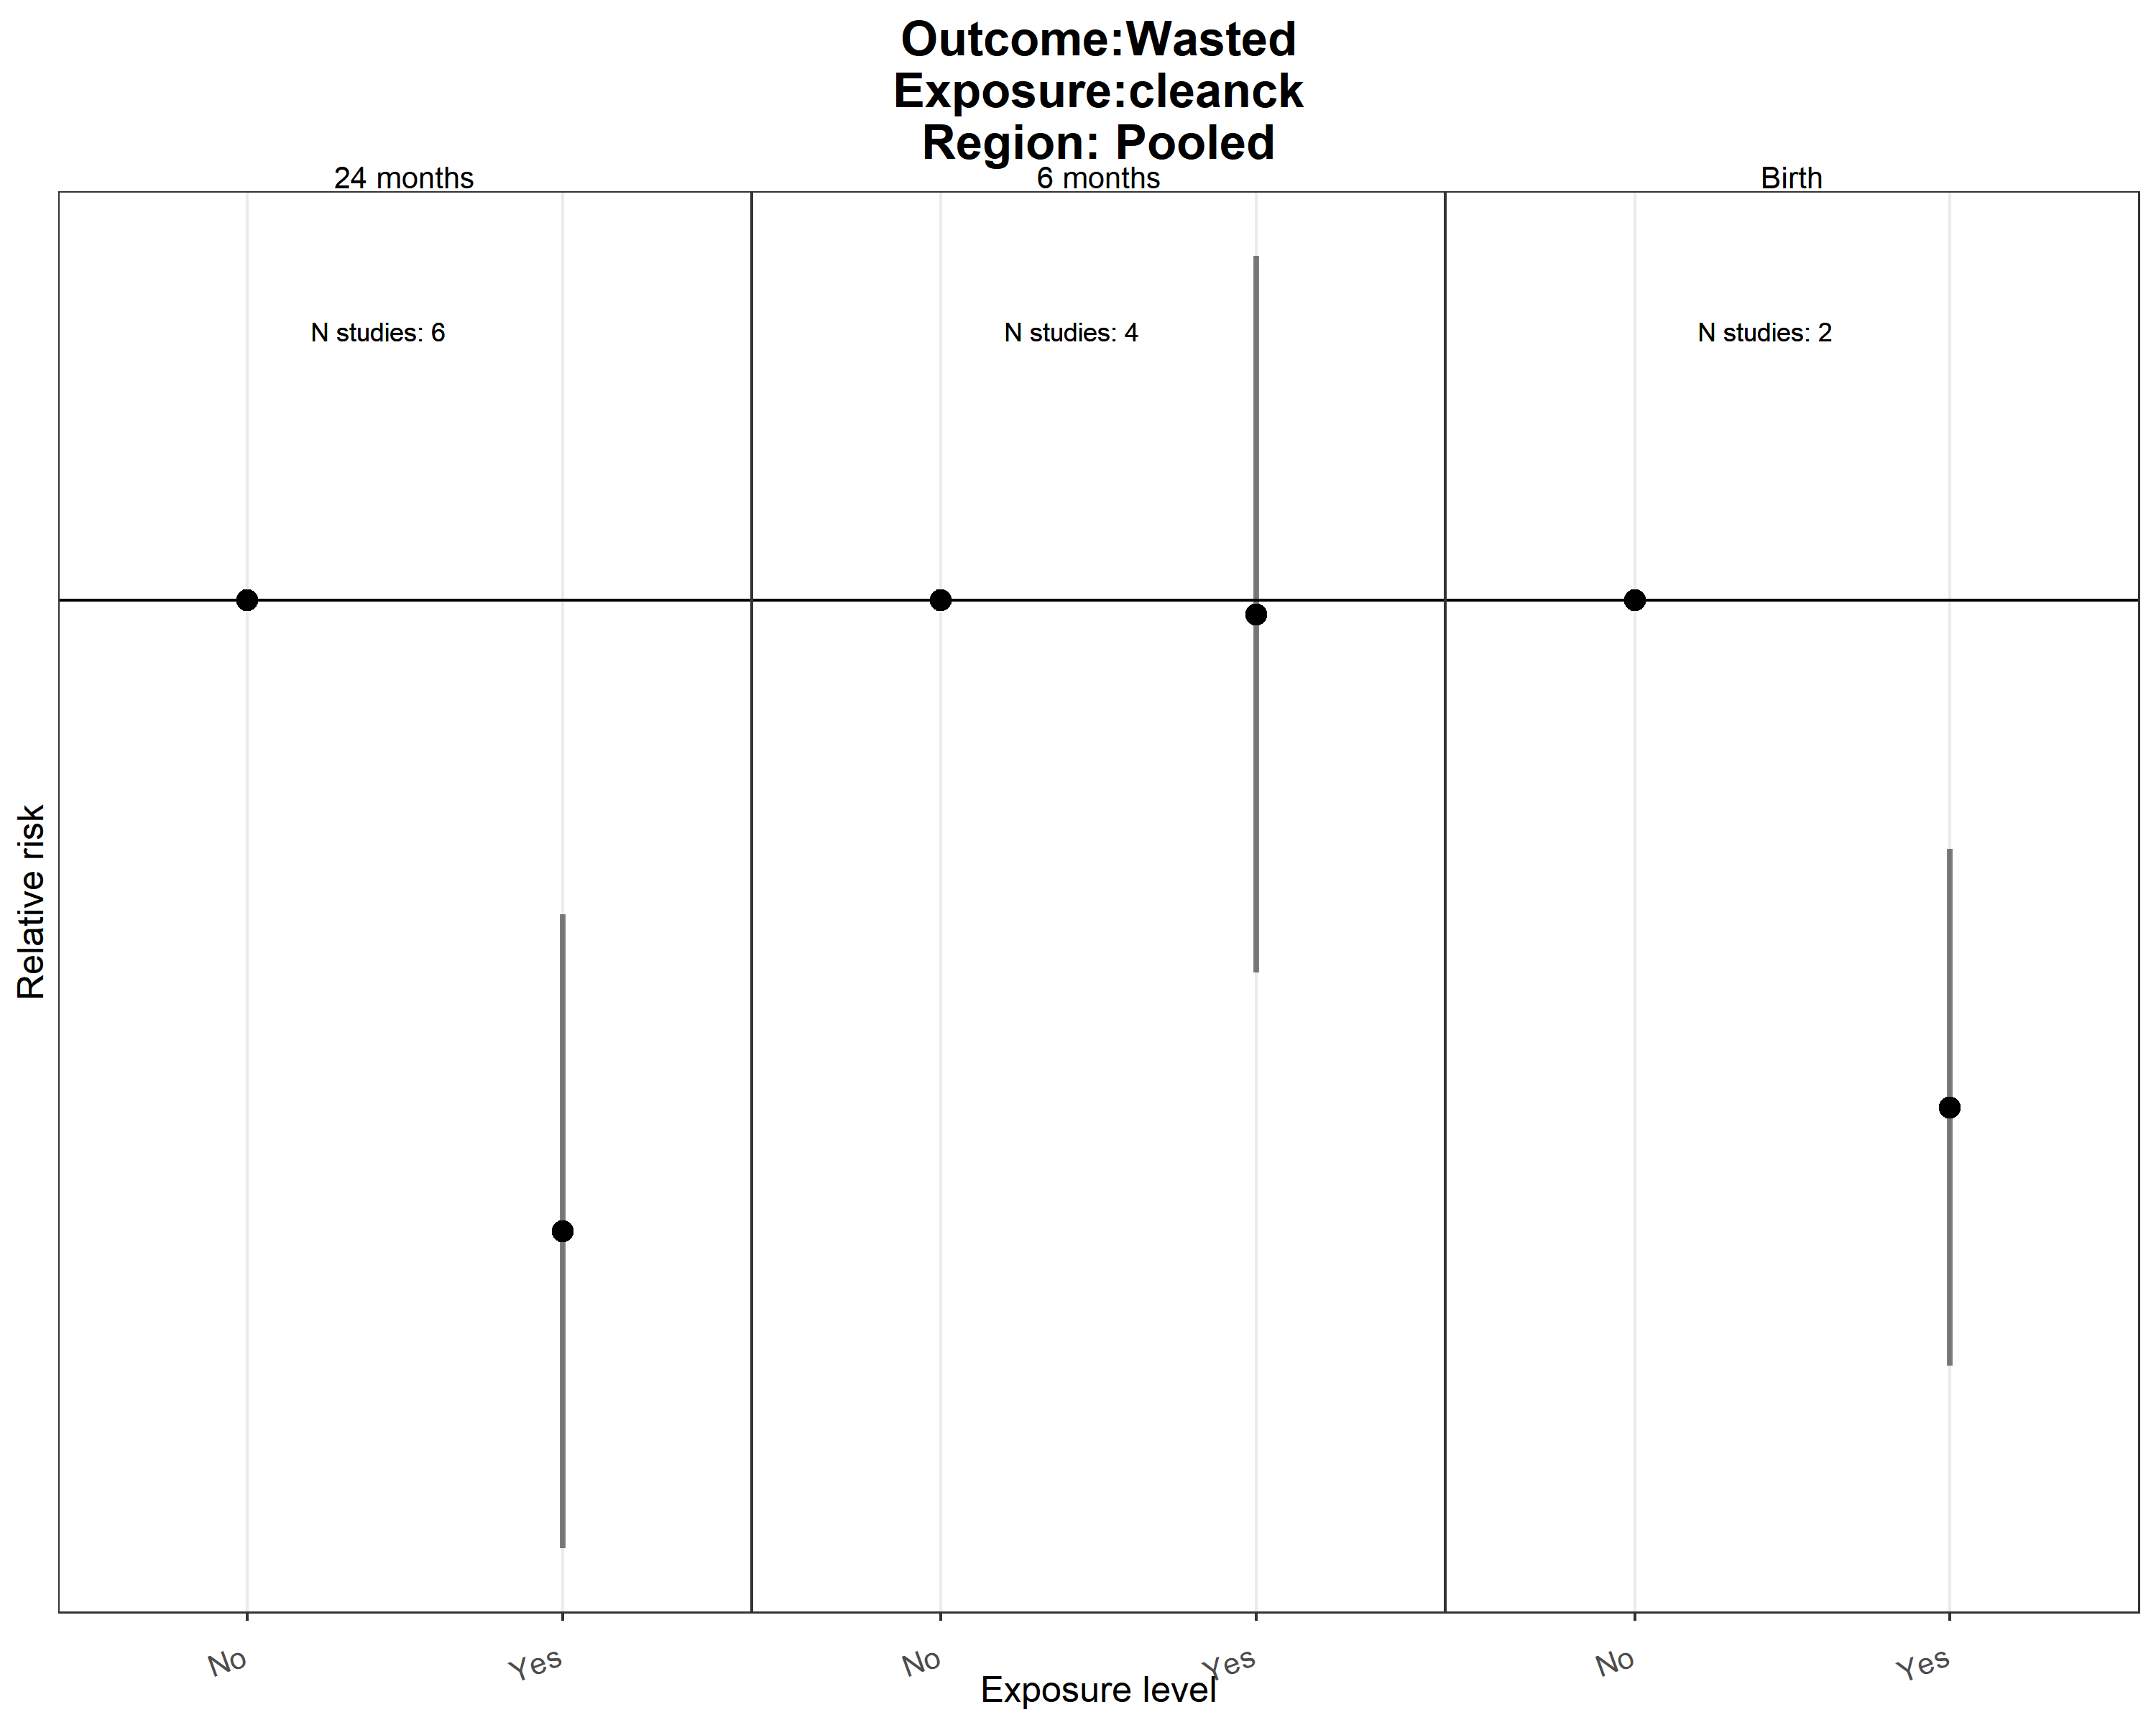 Outcome:Wasted
Exposure:cleanck
Region: Pooled
24 months
6 months
Birth
N studies: 6
N studies: 4
N studies: 2
Relative risk
No
Yes
No
Yes
No
Yes
Exposure level